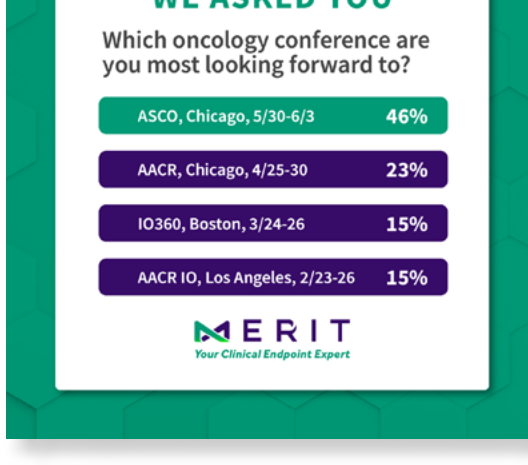 WE ASKED YOU
Which oncology conference are
you most looking forward to?
ASCO, Chicago, 5/30-6/3 46%
AACR, Chicago, 4/25-30 23%
IO360, Boston, 3/24-26 15%
AACR IO, Los Angeles, 2/23-26 15%
MERIT
Your Clinical Endpoint Expert